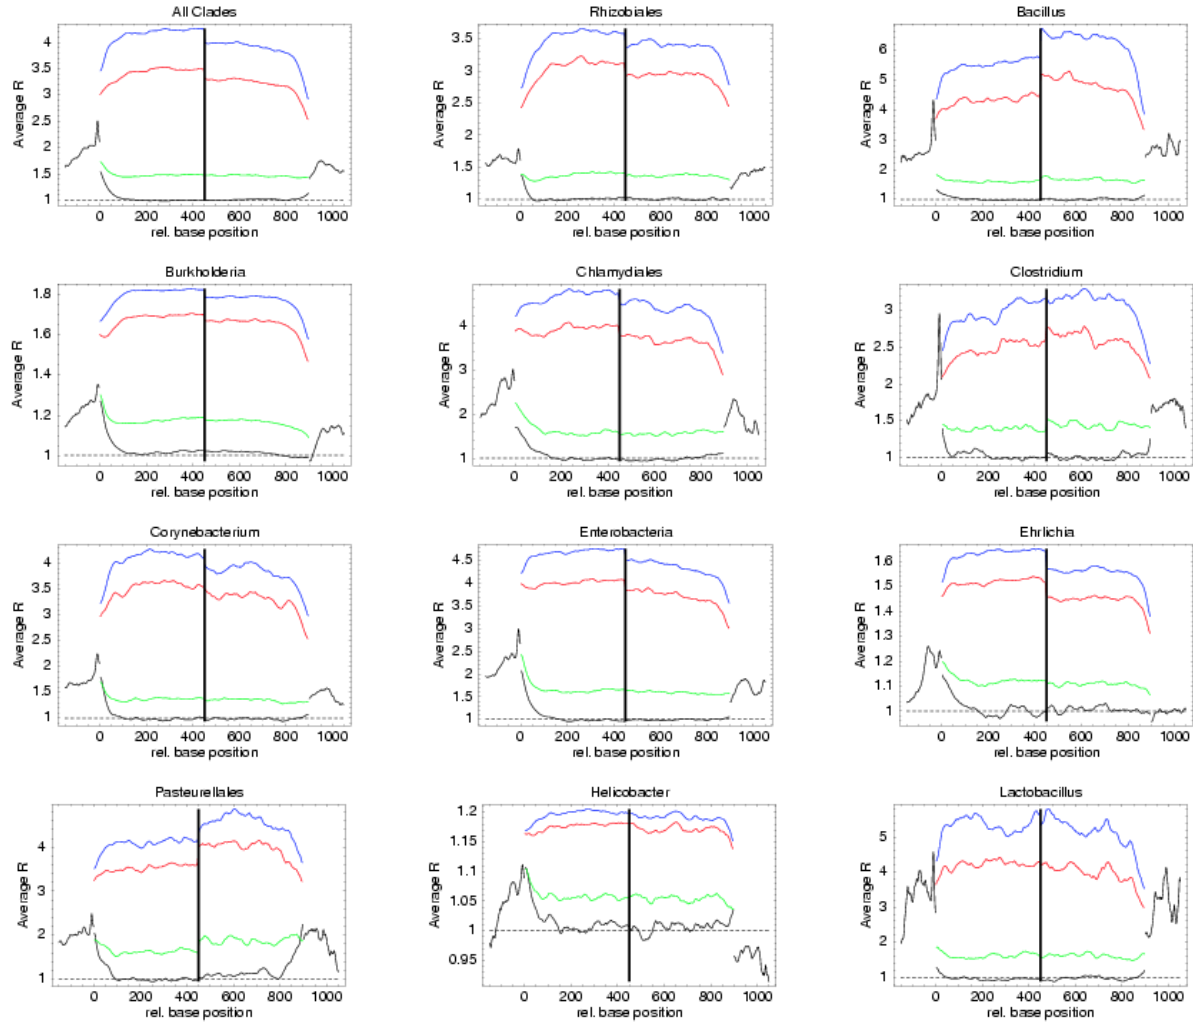 All Clades
Average R
4
3.5
3
2.5
2
1.5
1
0 200 400 600 800 1000
rel. base position
Rhizobiales
Average R
3.5
3
2.5
2
1.5
1
0 200 400 600 800 1000
rel. base position
Bacillus
Average R
6
5
4
3
2
1
0 200 400 600 800 1000
rel. base position
Burkholderia
Average R
1.8
1.6
1.4
1.2
1
0 200 400 600 800 1000
rel. base position
Chlamydiales
Average R
4
3
2
1
0 200 400 600 800 1000
rel. base position
Clostridium
Average R
3
2.5
2
1.5
1
0 200 400 600 800 1000
rel. base position
Corynebacterium
Average R
4
3.5
3
2.5
2
1.5
1
0 200 400 600 800 1000
rel. base position
Enterobacteria
Average R
4.5
4
3.5
3
2.5
2
1.5
1
0 200 400 600 800 1000
rel. base position
Ehrlichia
Average R
1.6
1.5
1.4
1.3
1.2
1.1
1
0 200 400 600 800 1000
rel. base position
Pasteurellales
Average R
4
3
2
1
0 200 400 600 800 1000
rel. base position
Helicobacter
Average R
1.2
1.15
1.1
1.05
1
0.95
0 200 400 600 800 1000
rel. base position
Lactobacillus
Average R
5
4
3
2
1
0 200 400 600 800 1000
rel. base position